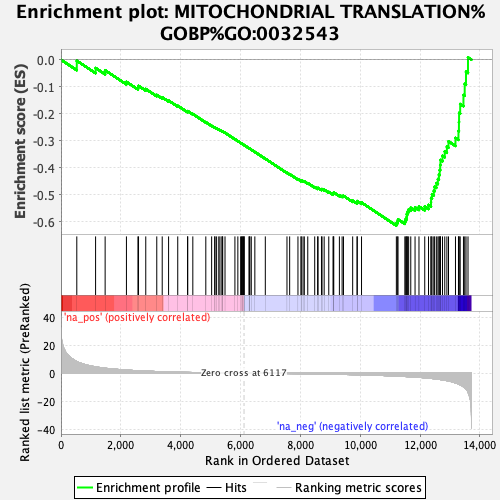 Enrichment plot: MITOCHONDRIAL TRANSLATION%
GOBP%GO:0032543
Enrichment score (ES)
0.0
-0.1
-0.2
-0.3
-0.4
-0.5
-0.6
'na_pos' (positively correlated)
Ranked list metric (PreRanked)
40
20
0
-20
-40
Zero cross at 6117
'na_neg' (negatively correlated)
0
2,000
4,000
6,000
8,000
10,000
12,000
14,000
Rank in Ordered Dataset
Enrichment profile
Hits
Ranking metric scores